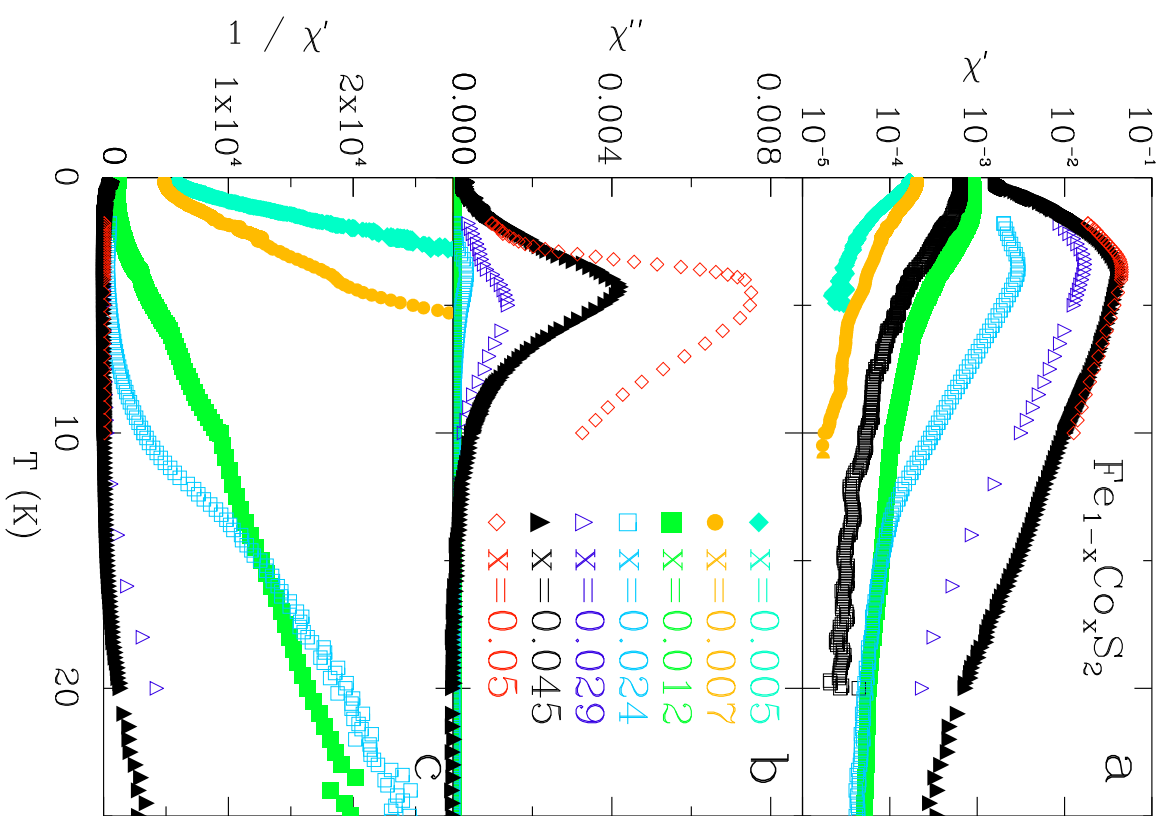 Fe₁₋ₓCoₓS₂
a
χ'
10⁻¹
10⁻²
10⁻³
10⁻⁴
10⁻⁵
b
χ''
0.008
0.004
0.000
x=0.005
x=0.007
x=0.012
x=0.024
x=0.029
x=0.045
x=0.05
c
1 / χ'
2x10⁴
1x10⁴
0
0
10
20
T (K)